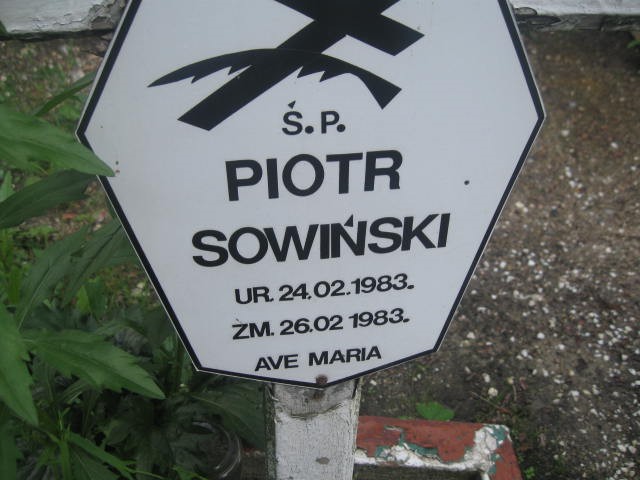 Ś.P.
PIOTR
SOWIŃSKI
UR. 24.02.1983.
ZM. 26.02 1983.
AVE MARIA